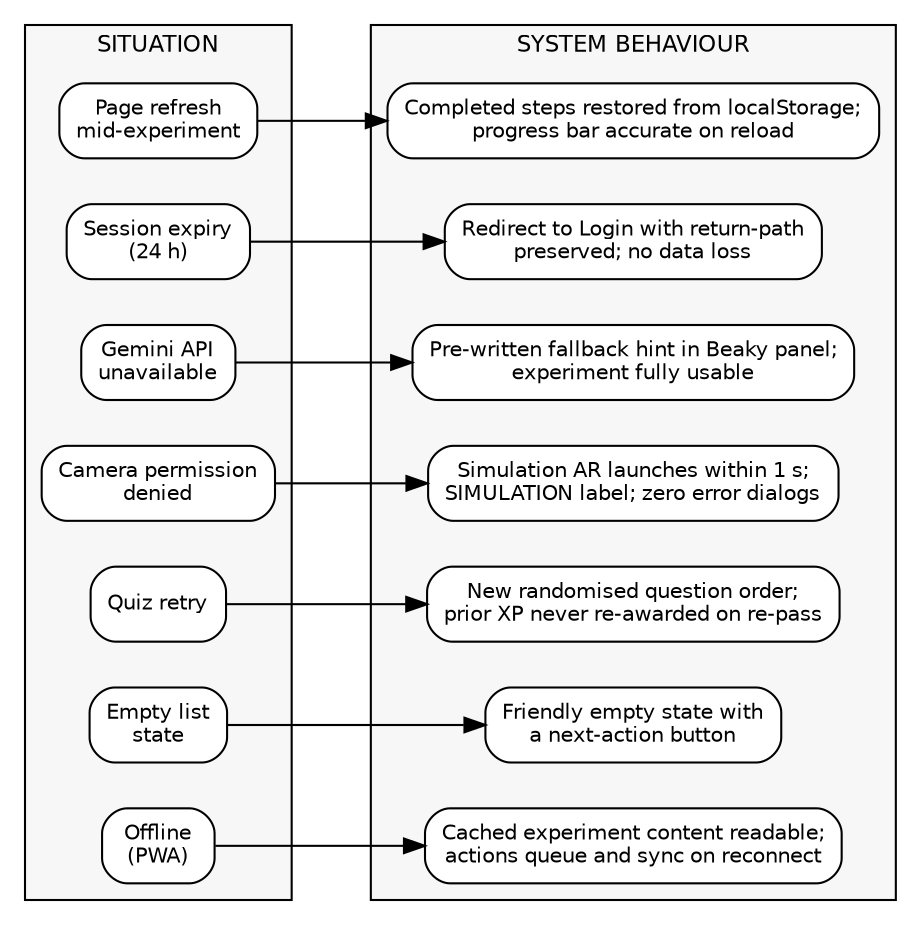 SITUATION
SYSTEM BEHAVIOUR
Page refresh
mid-experiment
Completed steps restored from localStorage;
progress bar accurate on reload
Session expiry
(24 h)
Redirect to Login with return-path
preserved; no data loss
Gemini API
unavailable
Pre-written fallback hint in Beaky panel;
experiment fully usable
Camera permission
denied
Simulation AR launches within 1 s;
SIMULATION label; zero error dialogs
Quiz retry
New randomised question order;
prior XP never re-awarded on re-pass
Empty list
state
Friendly empty state with
a next-action button
Offline
(PWA)
Cached experiment content readable;
actions queue and sync on reconnect